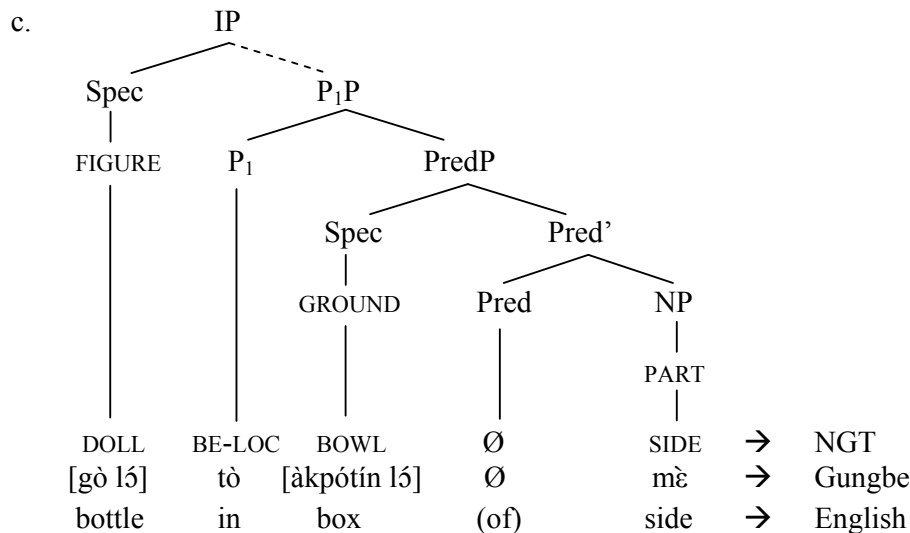 c. IP
Spec P₁P
FIGURE P₁ PredP
Spec Pred’
GROUND Pred NP
PART
DOLL BE-LOC BOWL Ø SIDE → NGT
[gò lɔ́] tò [àkpótín lɔ́] Ø mɛ̀ → Gungbe
bottle in box (of) side → English